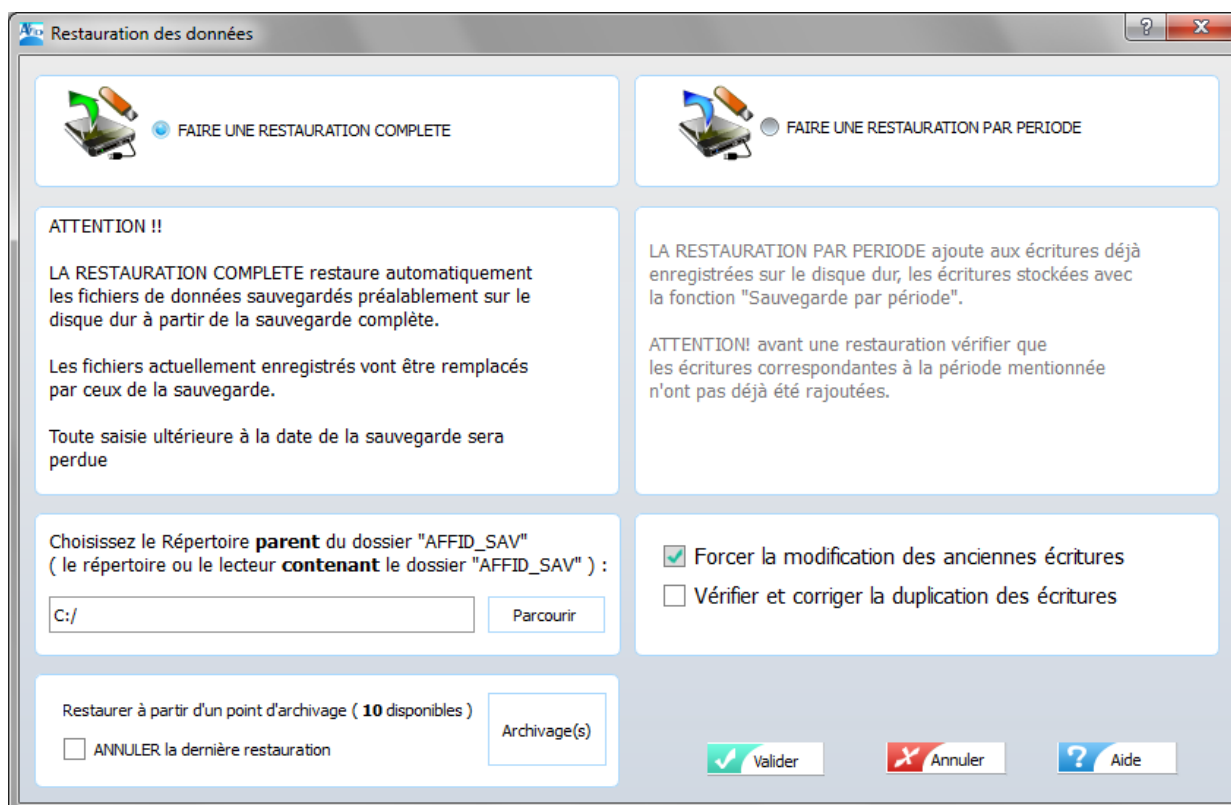 Restauration des données
FAIRE UNE RESTAURATION COMPLETE
FAIRE UNE RESTAURATION PAR PERIODE
ATTENTION !!
LA RESTAURATION COMPLETE restaure automatiquement
les fichiers de données sauvegardés préalablement sur le
disque dur à partir de la sauvegarde complète.
Les fichiers actuellement enregistrés vont être remplacés
par ceux de la sauvegarde.
Toute saisie ultérieure à la date de la sauvegarde sera
perdue
LA RESTAURATION PAR PERIODE ajoute aux écritures déjà
enregistrées sur le disque dur, les écritures stockées avec
la fonction "Sauvegarde par période".
ATTENTION! avant une restauration vérifier que
les écritures correspondantes à la période mentionnée
n'ont pas déjà été rajoutées.
Choisissez le Répertoire parent du dossier "AFFID_SAV"
( le répertoire ou le lecteur contenant le dossier "AFFID_SAV" ) :
C:/
Parcourir
Forcer la modification des anciennes écritures
Vérifier et corriger la duplication des écritures
Restaurer à partir d'un point d'archivage ( 10 disponibles )
ANNULER la dernière restauration
Archivage(s)
Valider
Annuler
? Aide